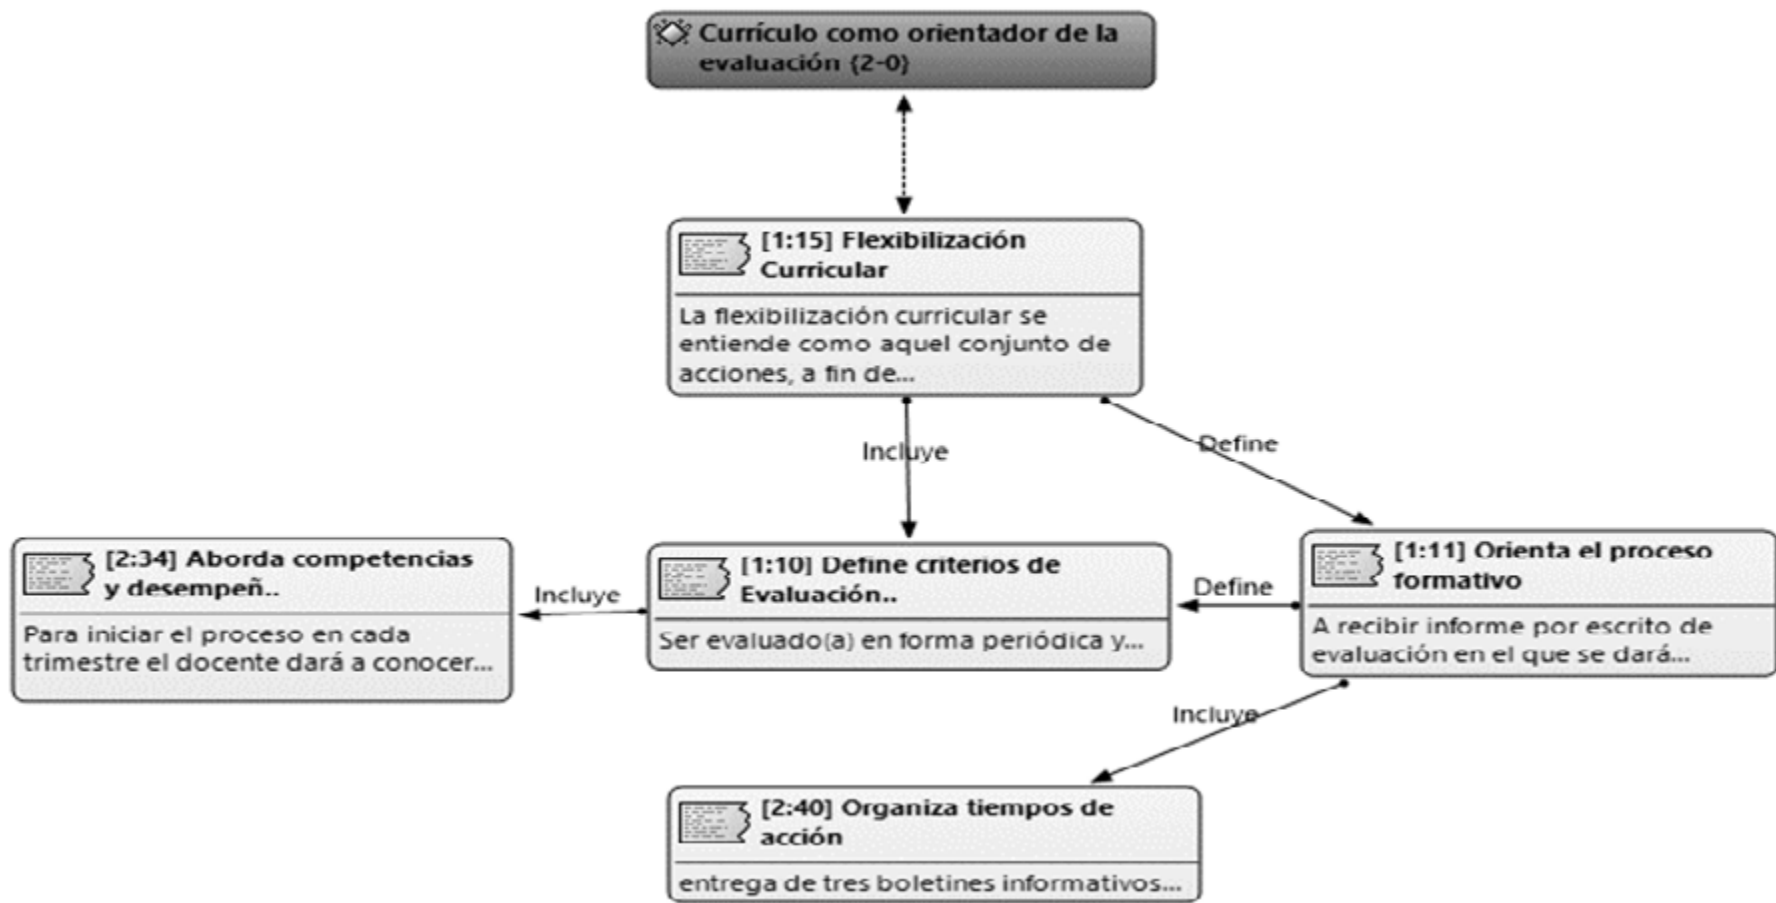 Currículo como orientador de la
evaluación {2-0}
[1:15] Flexibilización
Curricular
La flexibilización curricular se
entiende como aquel conjunto de
acciones, a fin de...
Incluye
Define
[2:34] Aborda competencias
y desempeñ..
Para iniciar el proceso en cada
trimestre el docente dará a conocer...
Incluye
[1:10] Define criterios de
Evaluación..
Ser evaluado(a) en forma periódica y...
Define
[1:11] Orienta el proceso
formativo
A recibir informe por escrito de
evaluación en el que se dará...
Incluye
[2:40] Organiza tiempos de
acción
entrega de tres boletines informativos...